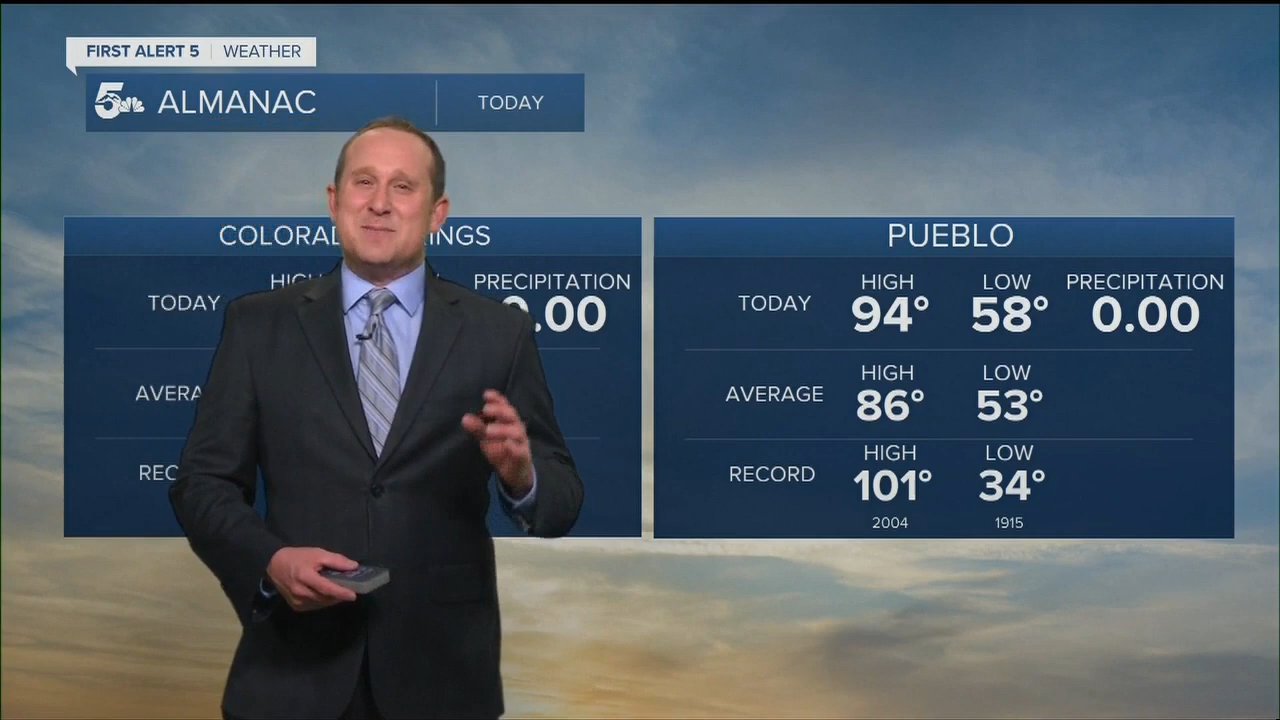 FIRST ALERT 5 | WEATHER
5 ALMANAC
TODAY
PRECIPITATION
TODAY
PUEBLO
HIGH LOW PRECIPITATION
TODAY 94° 58° 0.00
HIGH LOW
AVERAGE 86° 53°
HIGH LOW
RECORD 101° 34°
2004 1915